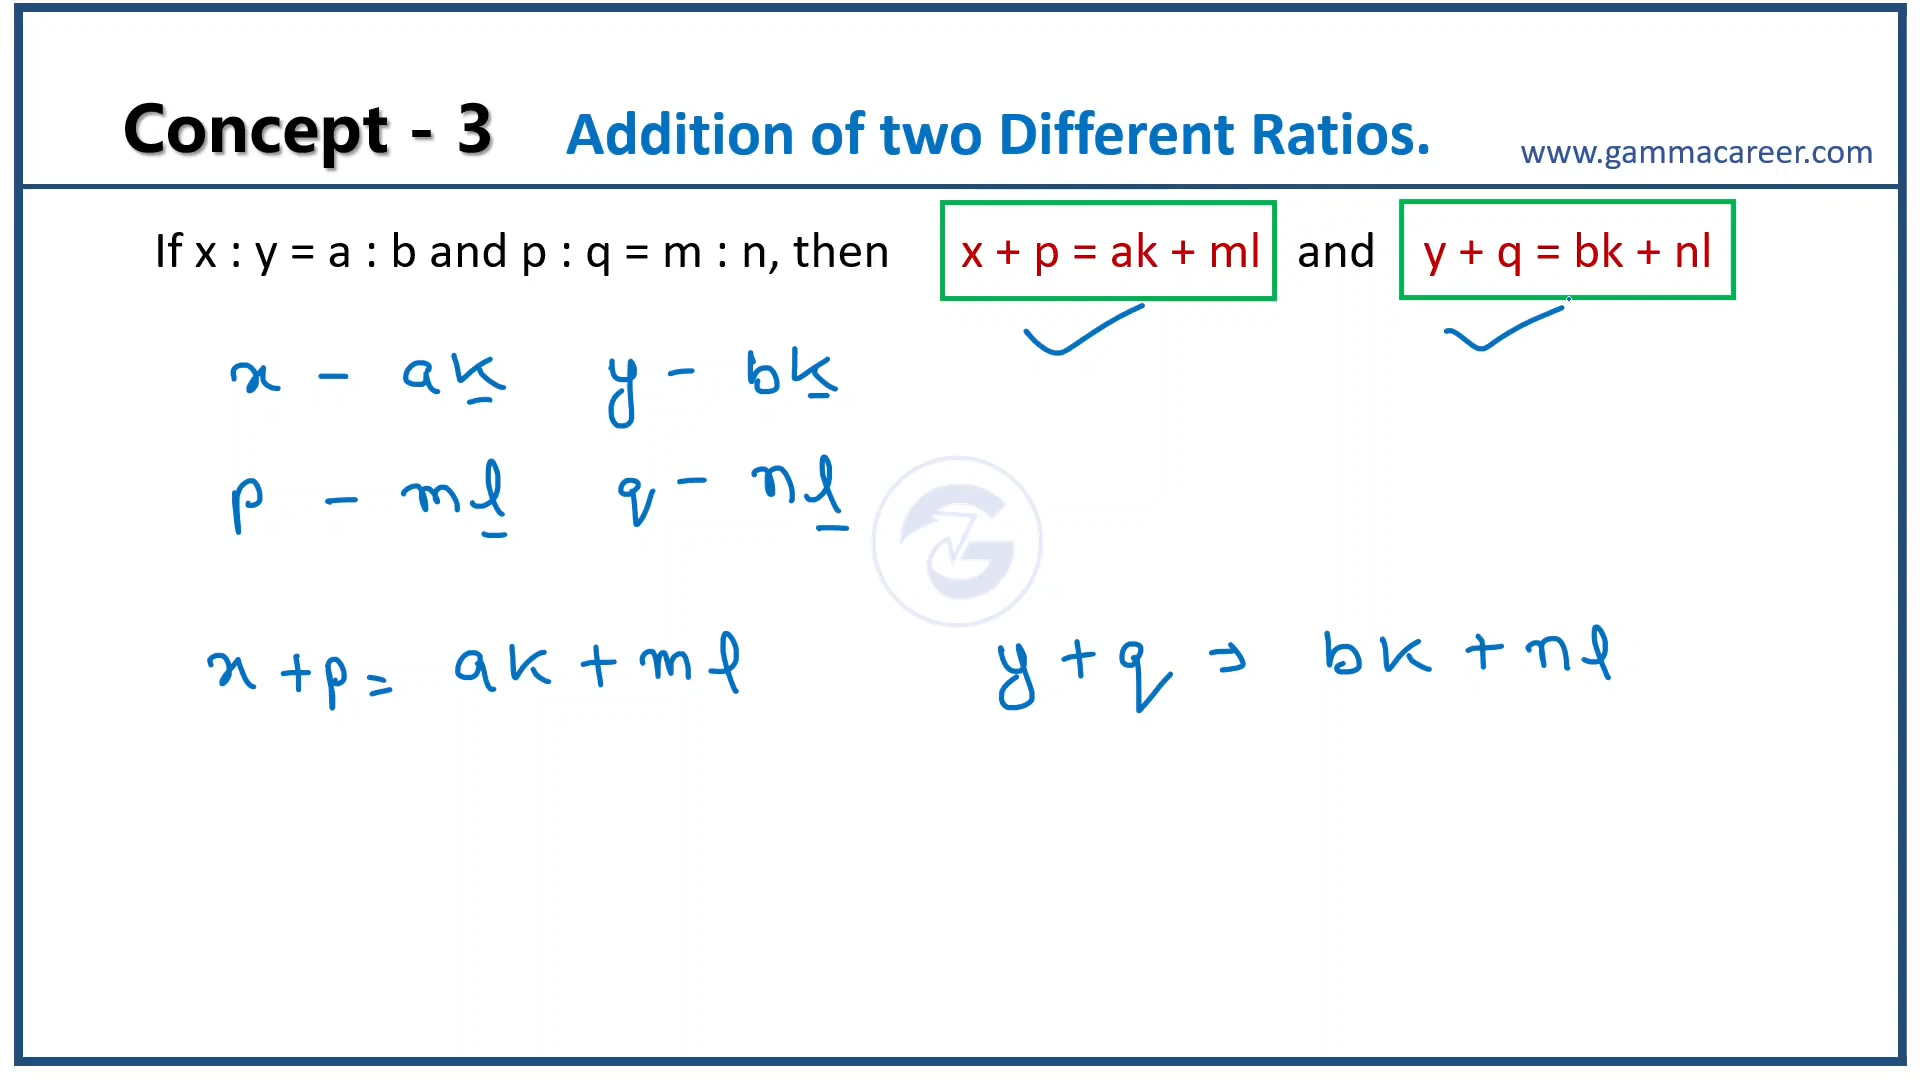 Concept - 3 Addition of two Different Ratios. www.gammacareer.com
If x : y = a : b and p : q = m : n, then x + p = ak + ml and y + q = bk + nl
x - ak y - bk
p - ml q - nl
x + p = ak + ml y + q => bk + nl